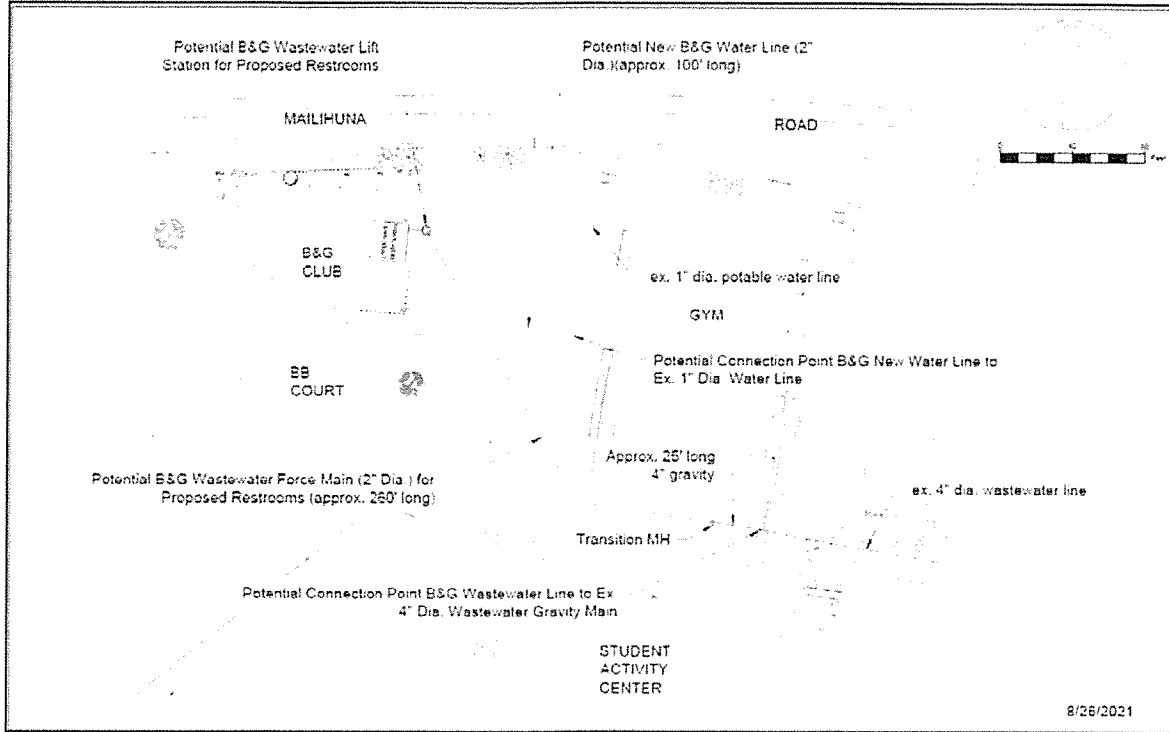 Potential B&G Wastewater Lift
Station for Proposed Restrooms
Potential New B&G Water Line (2"
Dia.)(approx. 100' long)
MAILIHUNA
ROAD
B&G
CLUB
ex. 1" dia. potable water line
GYM
Potential Connection Point B&G New Water Line to
Ex. 1" Dia. Water Line
BB
COURT
Approx. 25' long
4" gravity
Potential B&G Wastewater Force Main (2" Dia.) for
Proposed Restrooms (approx. 260' long)
ex. 4" dia. wastewater line
Transition MH
Potential Connection Point B&G Wastewater Line to Ex
4" Dia. Wastewater Gravity Main
STUDENT
ACTIVITY
CENTER
8/26/2021